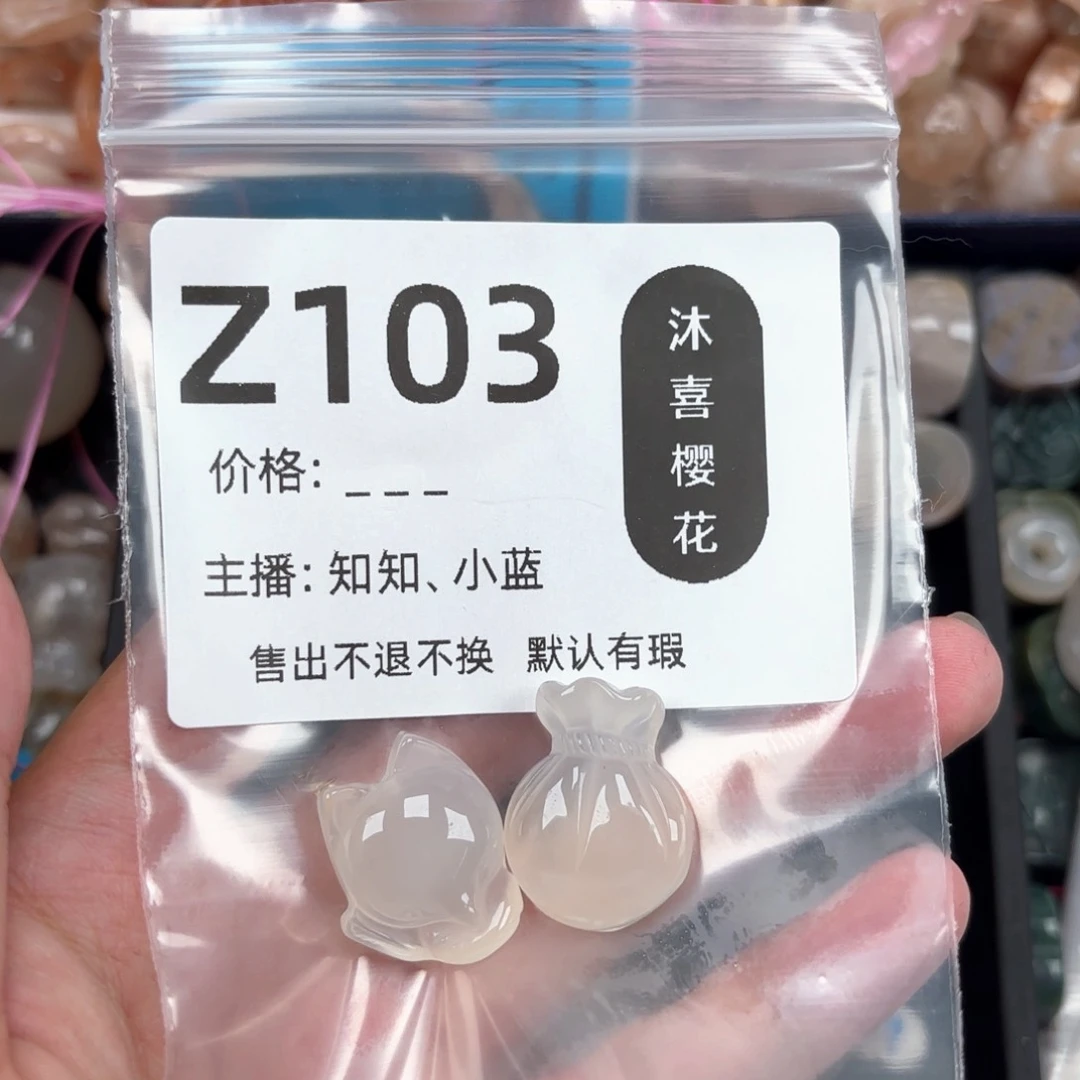 Z103
价格: _ _ _
主播: 知知、小蓝
售出不退不换 默认有瑕
沐喜樱花